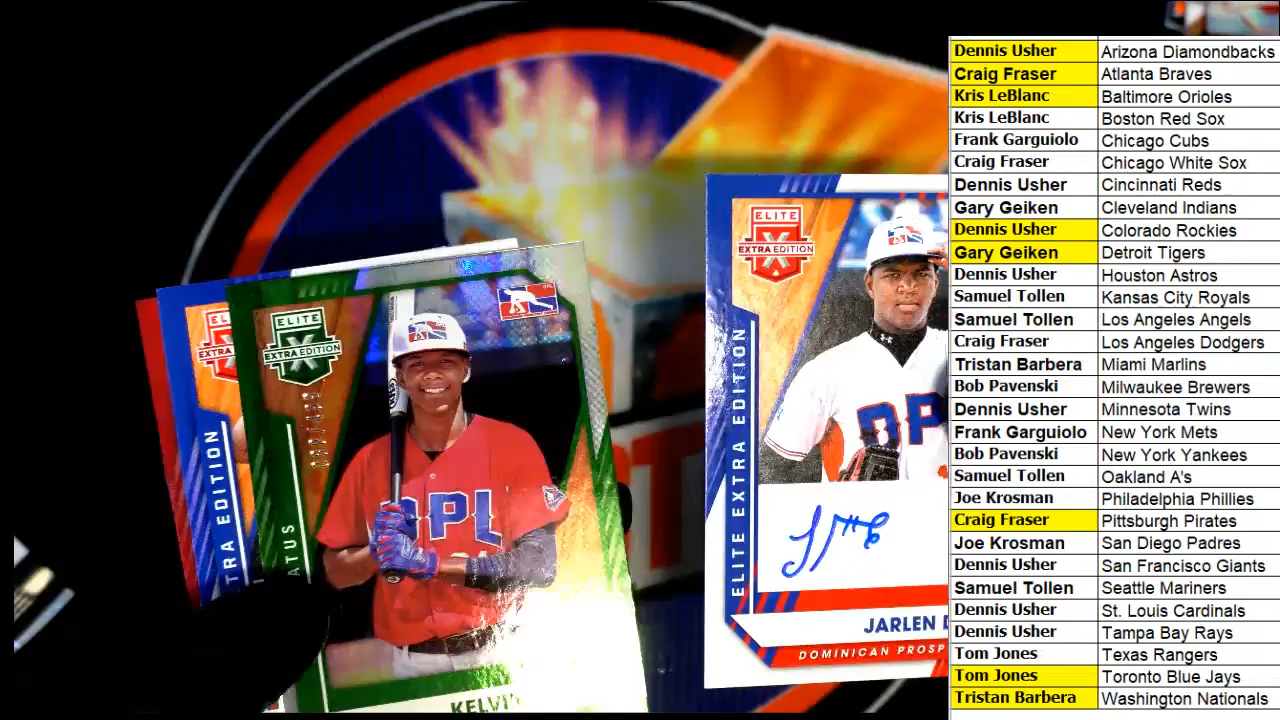 Dennis Usher Arizona Diamondbacks
Craig Fraser Atlanta Braves
Kris LeBlanc Baltimore Orioles
Kris LeBlanc Boston Red Sox
Frank Garguiolo Chicago Cubs
Craig Fraser Chicago White Sox
Dennis Usher Cincinnati Reds
Gary Geiken Cleveland Indians
Dennis Usher Colorado Rockies
Gary Geiken Detroit Tigers
Dennis Usher Houston Astros
Samuel Tollen Kansas City Royals
Samuel Tollen Los Angeles Angels
Craig Fraser Los Angeles Dodgers
Tristan Barbera Miami Marlins
Bob Pavenski Milwaukee Brewers
Dennis Usher Minnesota Twins
Frank Garguiolo New York Mets
Bob Pavenski New York Yankees
Samuel Tollen Oakland A's
Joe Krosman Philadelphia Phillies
Craig Fraser Pittsburgh Pirates
Joe Krosman San Diego Padres
Dennis Usher San Francisco Giants
Samuel Tollen Seattle Mariners
Dennis Usher St. Louis Cardinals
Dennis Usher Tampa Bay Rays
Tom Jones Texas Rangers
Tom Jones Toronto Blue Jays
Tristan Barbera Washington Nationals
ELITE
EXTRA EDITION
ELITE EXTRA EDITION
DPL
JARLEN D
DOMINICAN PROSP
ELITE
EXTRA EDITION
ATUS
DPL
KELVIN
ELITE
EXTRA
TRA EDITION